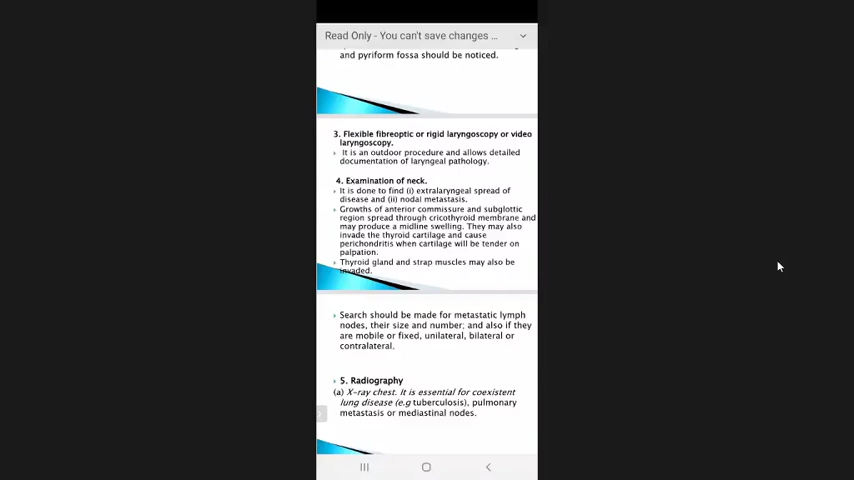 Read Only - You can't save changes ...
and pyriform fossa should be noticed.
3. Flexible fibreoptic or rigid laryngoscopy or video
laryngoscopy.
It is an outdoor procedure and allows detailed
documentation of laryngeal pathology.
4. Examination of neck.
It is done to find (i) extralaryngeal spread of
disease and (ii) nodal metastasis.
Growths of anterior commissure and subglottic
region spread through cricothyroid membrane and
may produce a midline swelling. They may also
invade the thyroid cartilage and cause
perichondritis when cartilage will be tender on
palpation.
Thyroid gland and strap muscles may also be
invaded.
Search should be made for metastatic lymph
nodes, their size and number; and also if they
are mobile or fixed, unilateral, bilateral or
contralateral.
5. Radiography
(a) X-ray chest. It is essential for coexistent
lung disease (e.g tuberculosis), pulmonary
metastasis or mediastinal nodes.